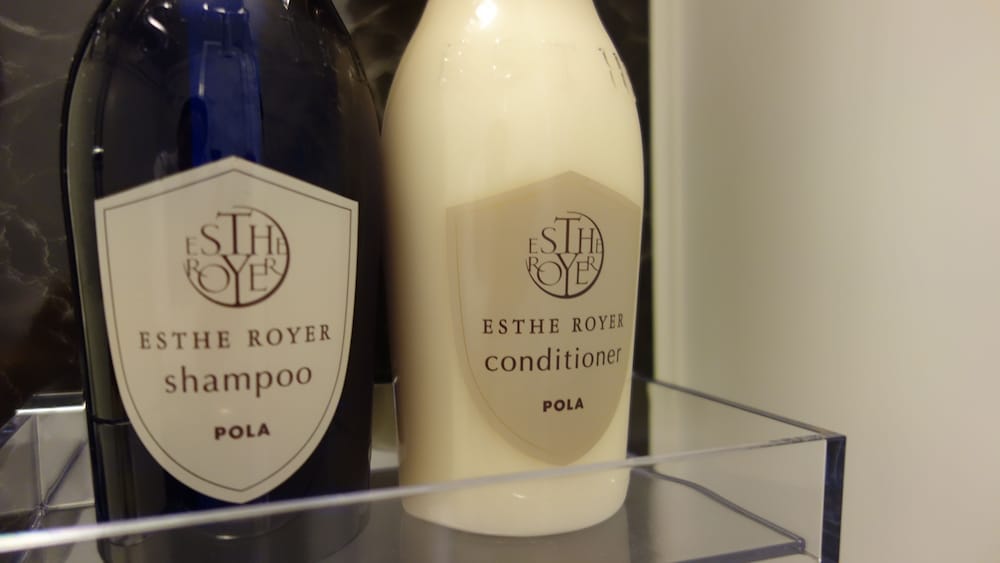 ESTHE
ROYER
ESTHE ROYER
shampoo
POLA
ESTHE
ROYER
ESTHE ROYER
conditioner
POLA